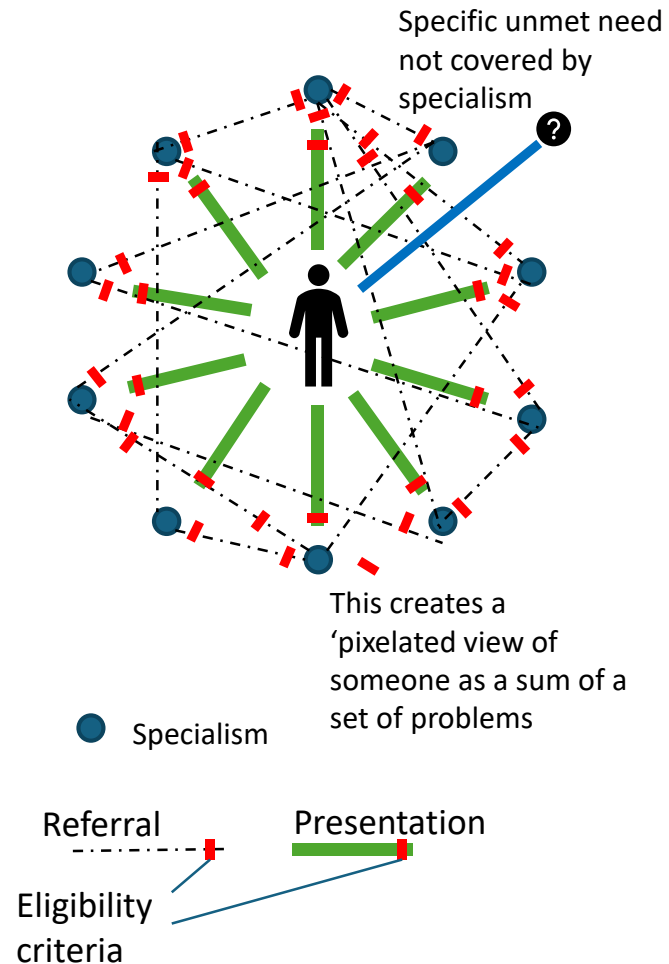 Specific unmet need
not covered by
specialism
?
This creates a
‘pixelated view of
someone as a sum of a
set of problems
Specialism
Referral
Presentation
Eligibility
criteria